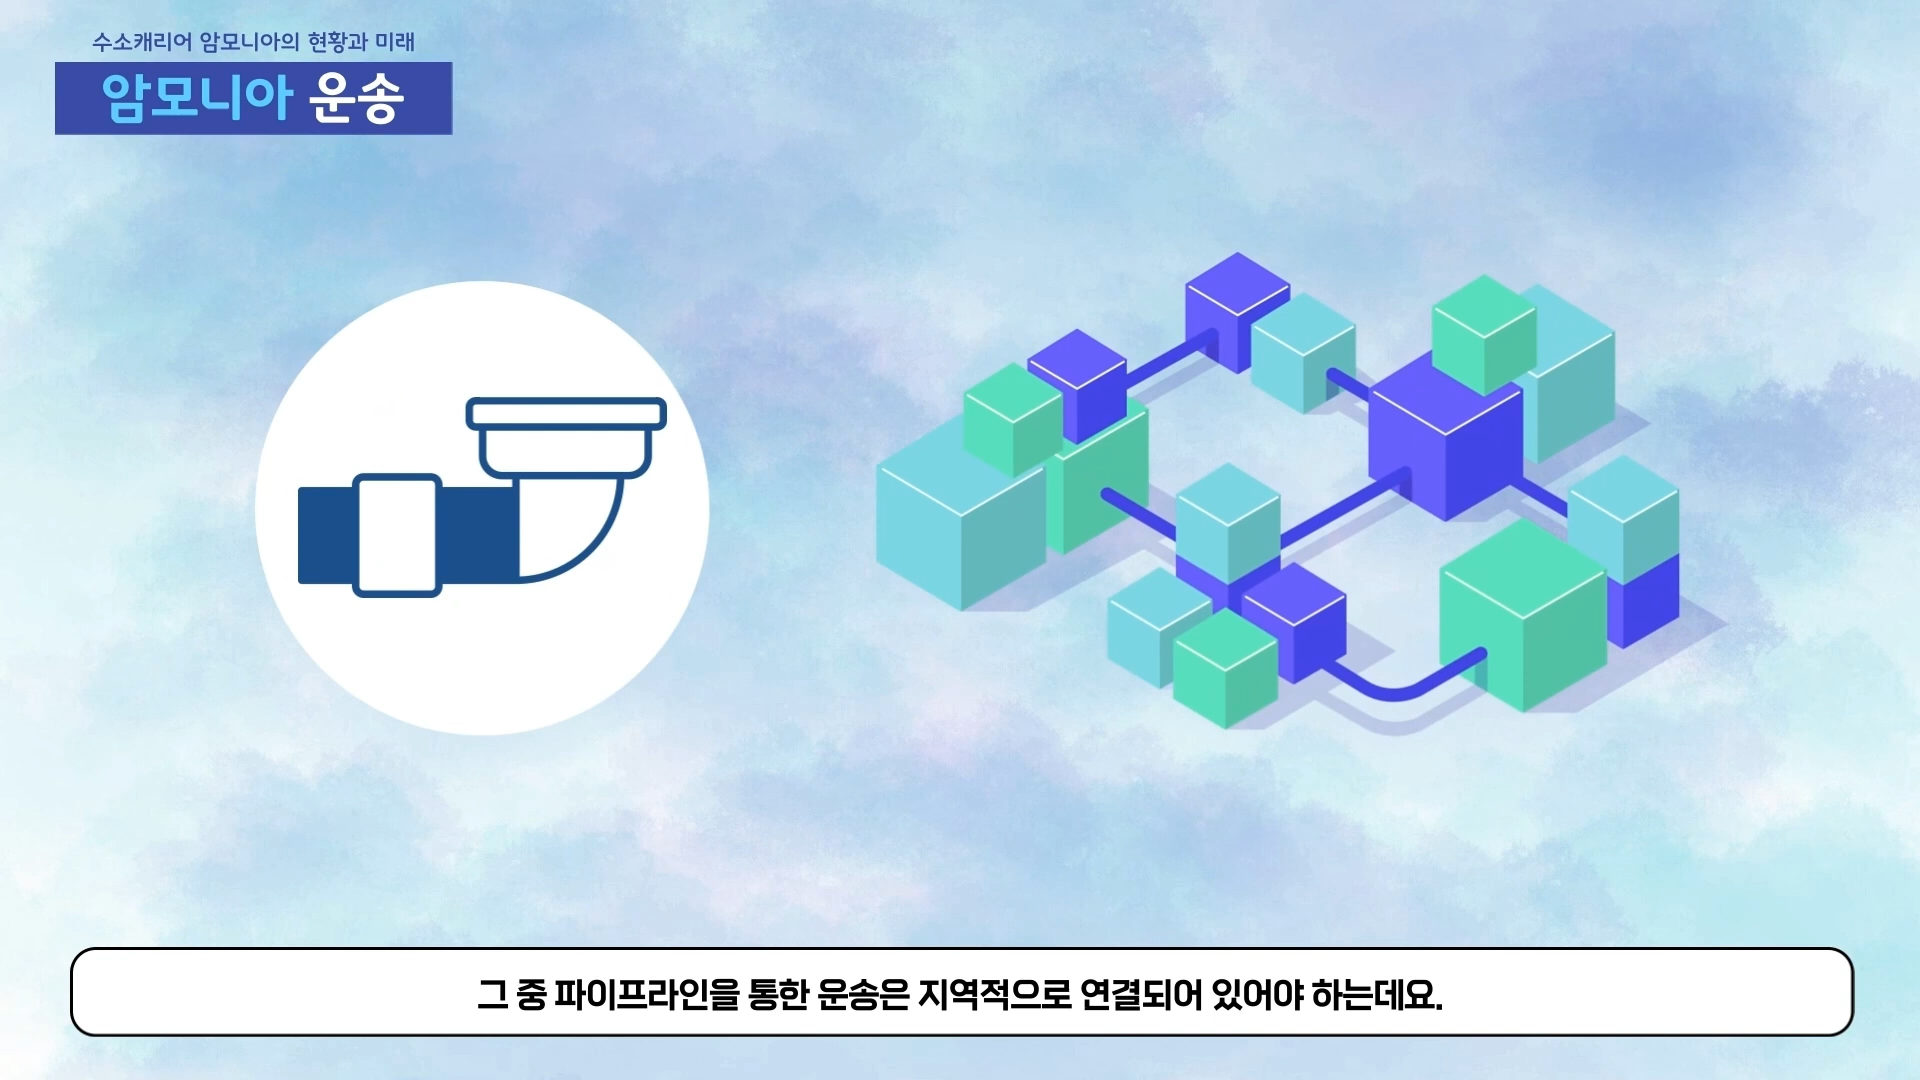 수소캐리어 암모니아의 현황과 미래
암모니아 운송
그 중 파이프라인을 통한 운송은 지역적으로 연결되어 있어야 하는데요.